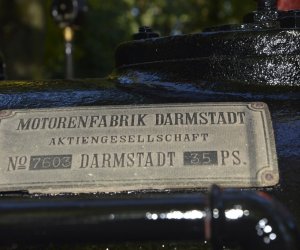 MOTORENFABRIK DARMSTADT
AKTIENGESELLSCHAFT
No 7603 DARMSTADT 35 PS.